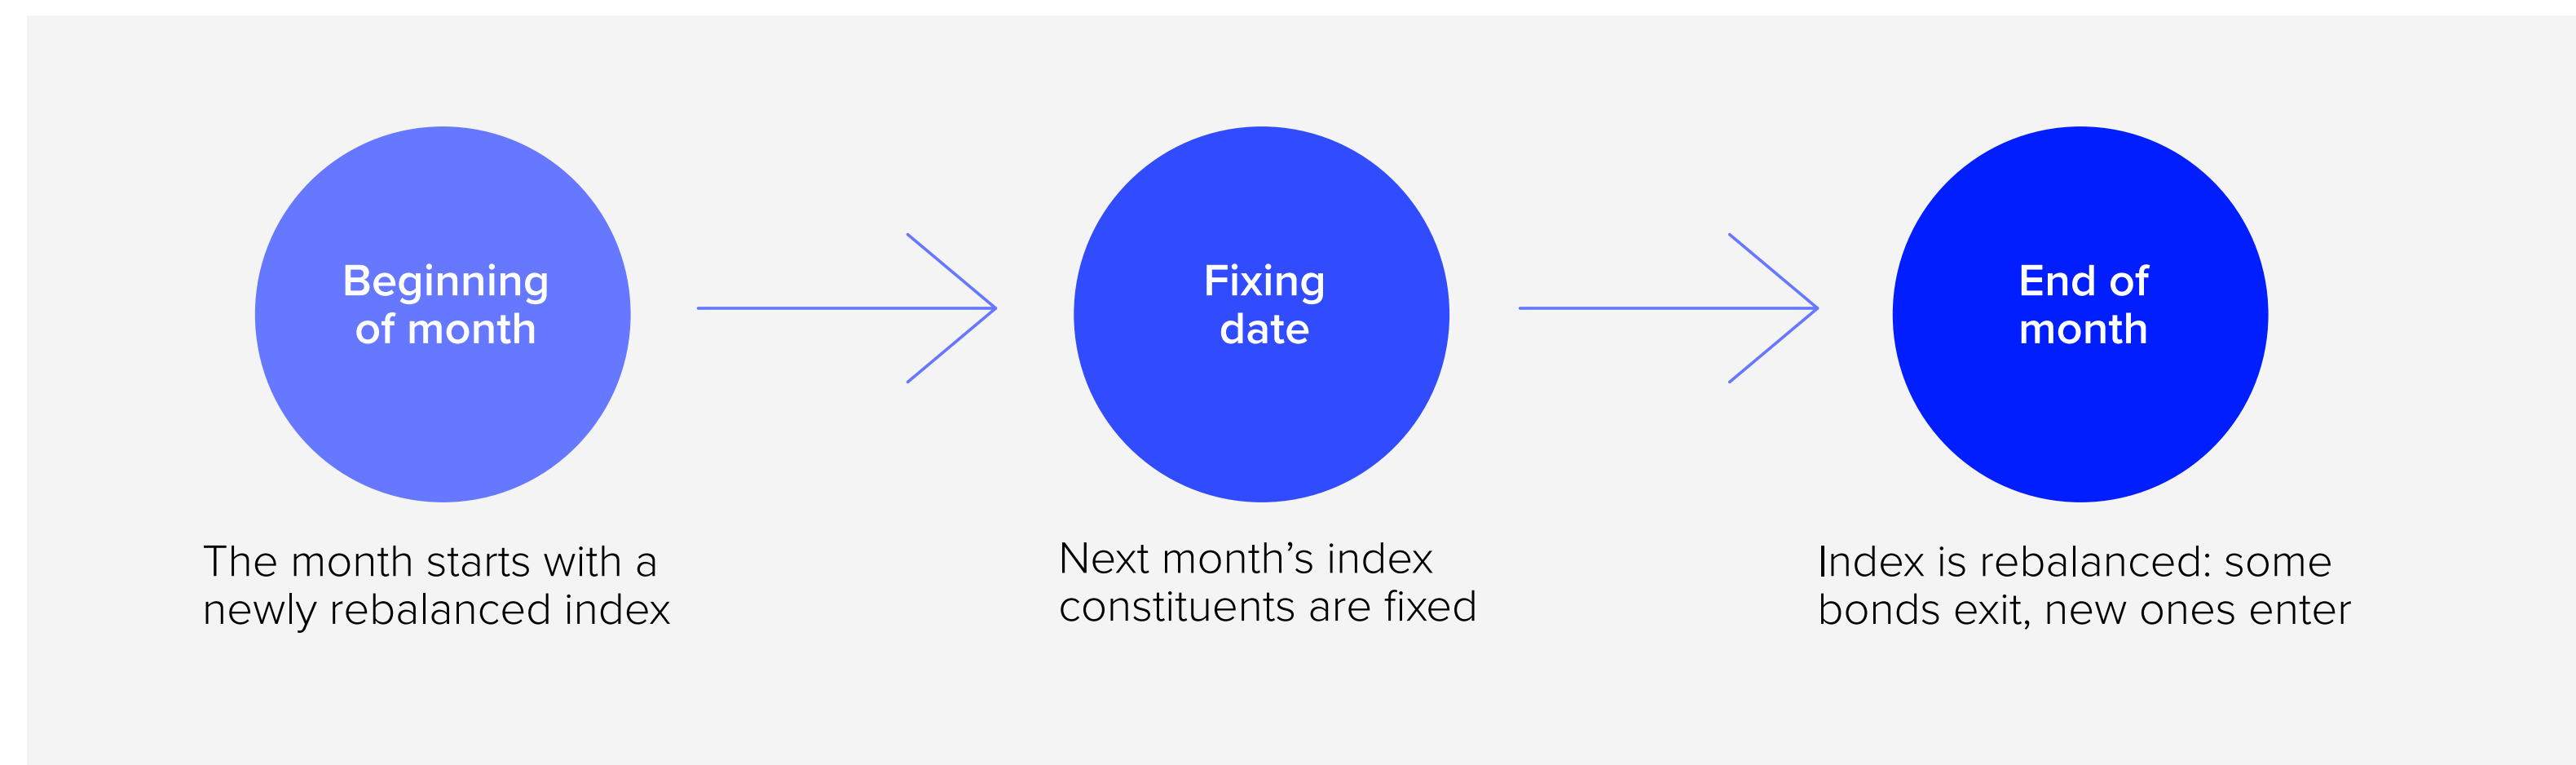 Beginning
of month
Fixing
date
End of
month
The month starts with a
newly rebalanced index
Next month’s index
constituents are fixed
Index is rebalanced: some
bonds exit, new ones enter